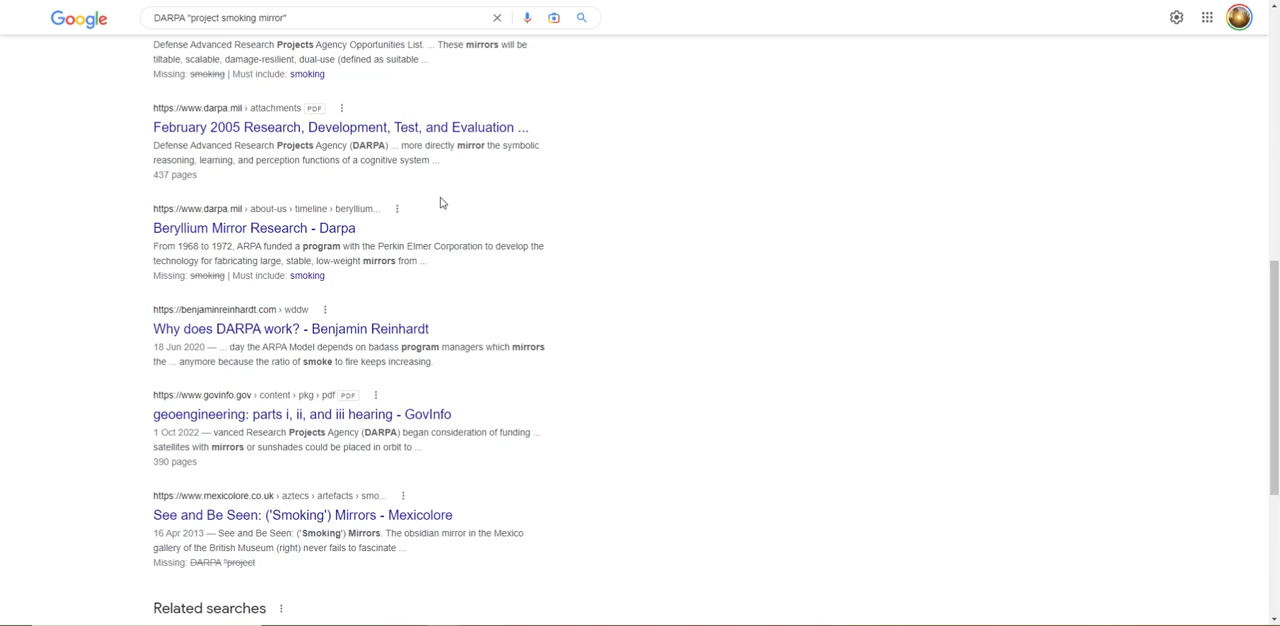 Google
DARPA "project smoking mirror"
Defense Advanced Research Projects Agency Opportunities List. ... These mirrors will be
tiltable, scalable, damage-resilient, dual-use (defined as suitable ...
Missing: smoking | Must include: smoking
https://www.darpa.mil › attachments PDF
February 2005 Research, Development, Test, and Evaluation ...
Defense Advanced Research Projects Agency (DARPA) ... more directly mirror the symbolic
reasoning, learning, and perception functions of a cognitive system ...
437 pages
https://www.darpa.mil › about-us › timeline › beryllium...
Beryllium Mirror Research - Darpa
From 1968 to 1972, ARPA funded a program with the Perkin Elmer Corporation to develop the
technology for fabricating large, stable, low-weight mirrors from ...
Missing: smoking | Must include: smoking
https://benjaminreinhardt.com › wddw
Why does DARPA work? - Benjamin Reinhardt
18 Jun 2020 — ... day the ARPA Model depends on badass program managers which mirrors
the ... anymore because the ratio of smoke to fire keeps increasing.
https://www.govinfo.gov › content › pkg › pdf PDF
geoengineering: parts i, ii, and iii hearing - GovInfo
1 Oct 2022 — vanced Research Projects Agency (DARPA) began consideration of funding ...
satellites with mirrors or sunshades could be placed in orbit to ...
390 pages
https://www.mexicolore.co.uk › aztecs › artefacts › smo...
See and Be Seen: ('Smoking') Mirrors - Mexicolore
16 Apr 2013 — See and Be Seen: ('Smoking') Mirrors. The obsidian mirror in the Mexico
gallery of the British Museum (right) never fails to fascinate ...
Missing: DARPA "project
Related searches